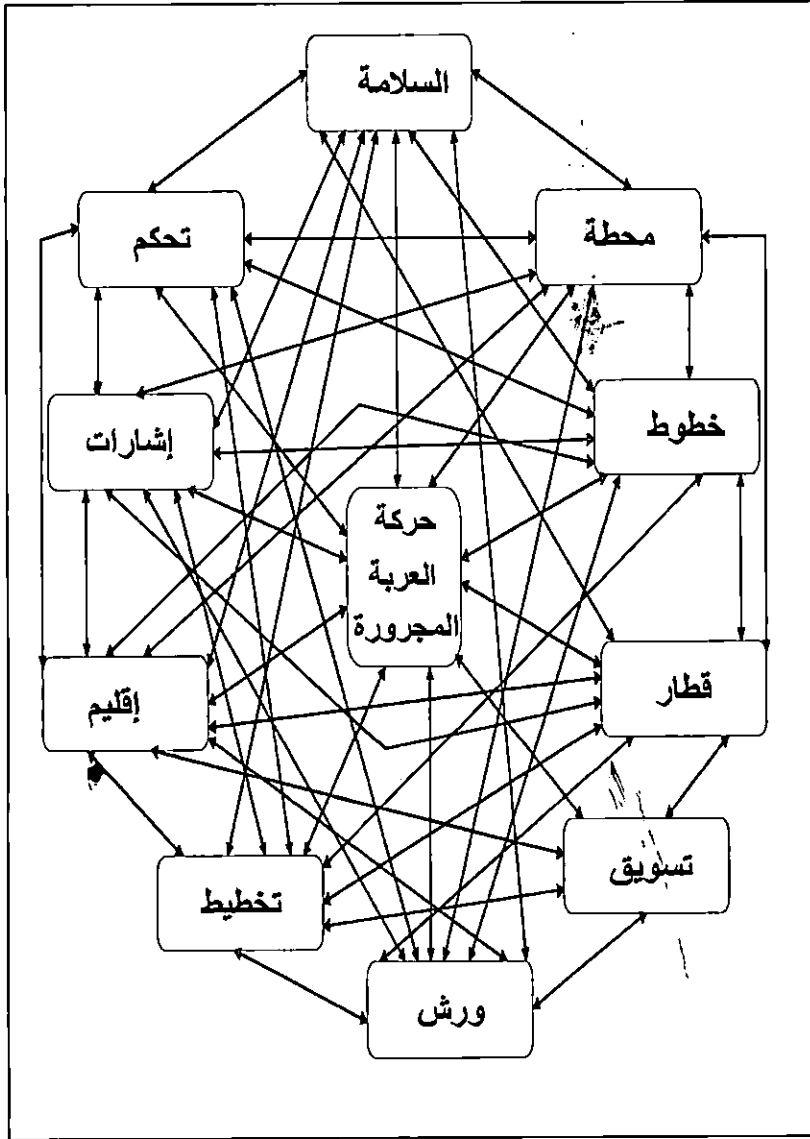 السلامة
محطة
تحكم
خطوط
إشارات
حركة
العربة
المجرورة
قطار
إقليم
تسويق
تخطيط
ورش